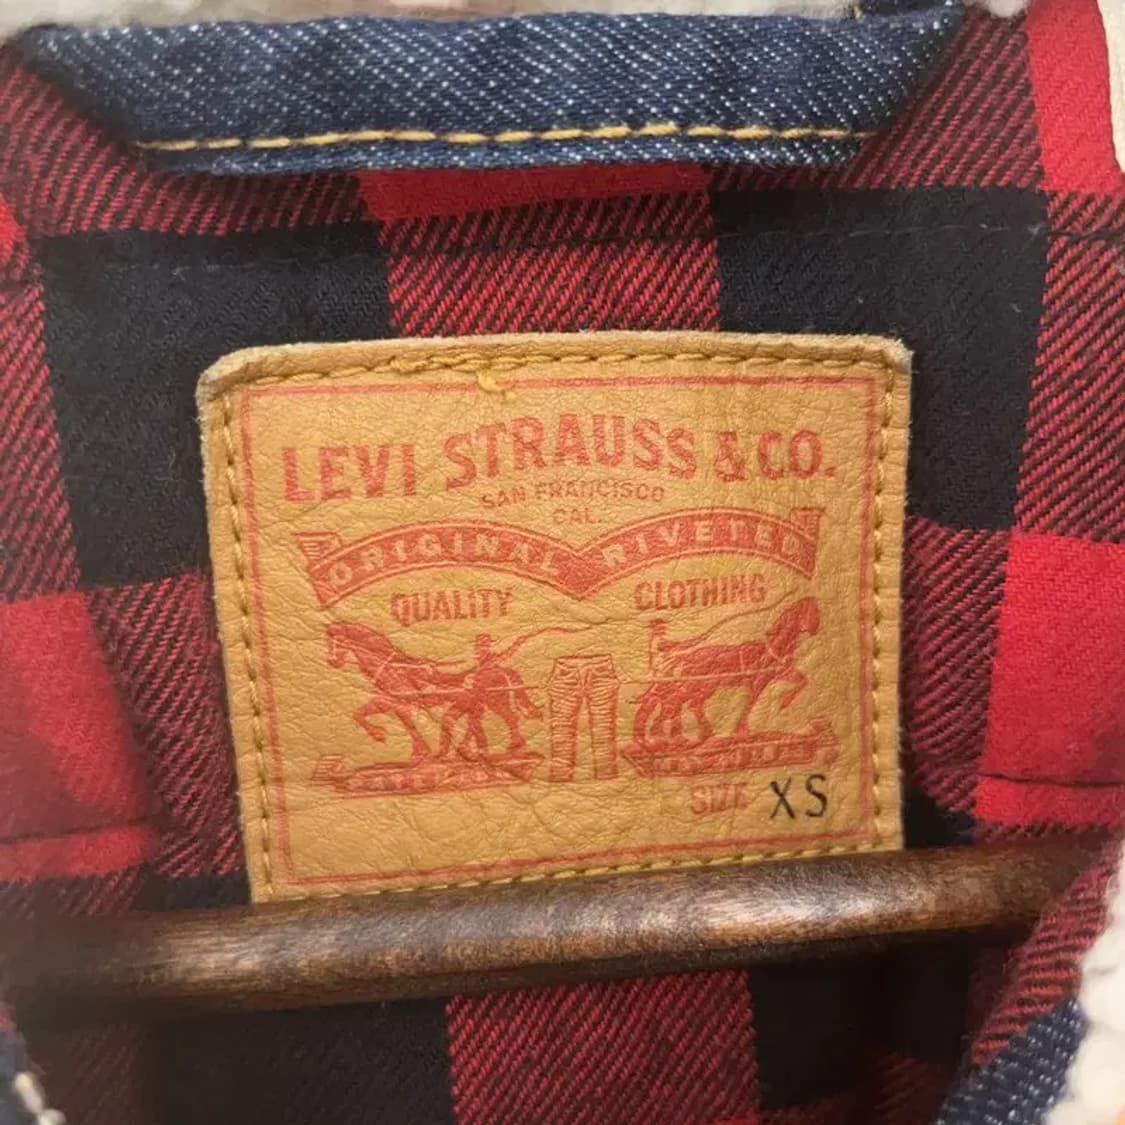 LEVI STRAUSS & CO.
SAN FRANCISCO
CAL.
ORIGINAL RIVETED
QUALITY CLOTHING
SIZE XS